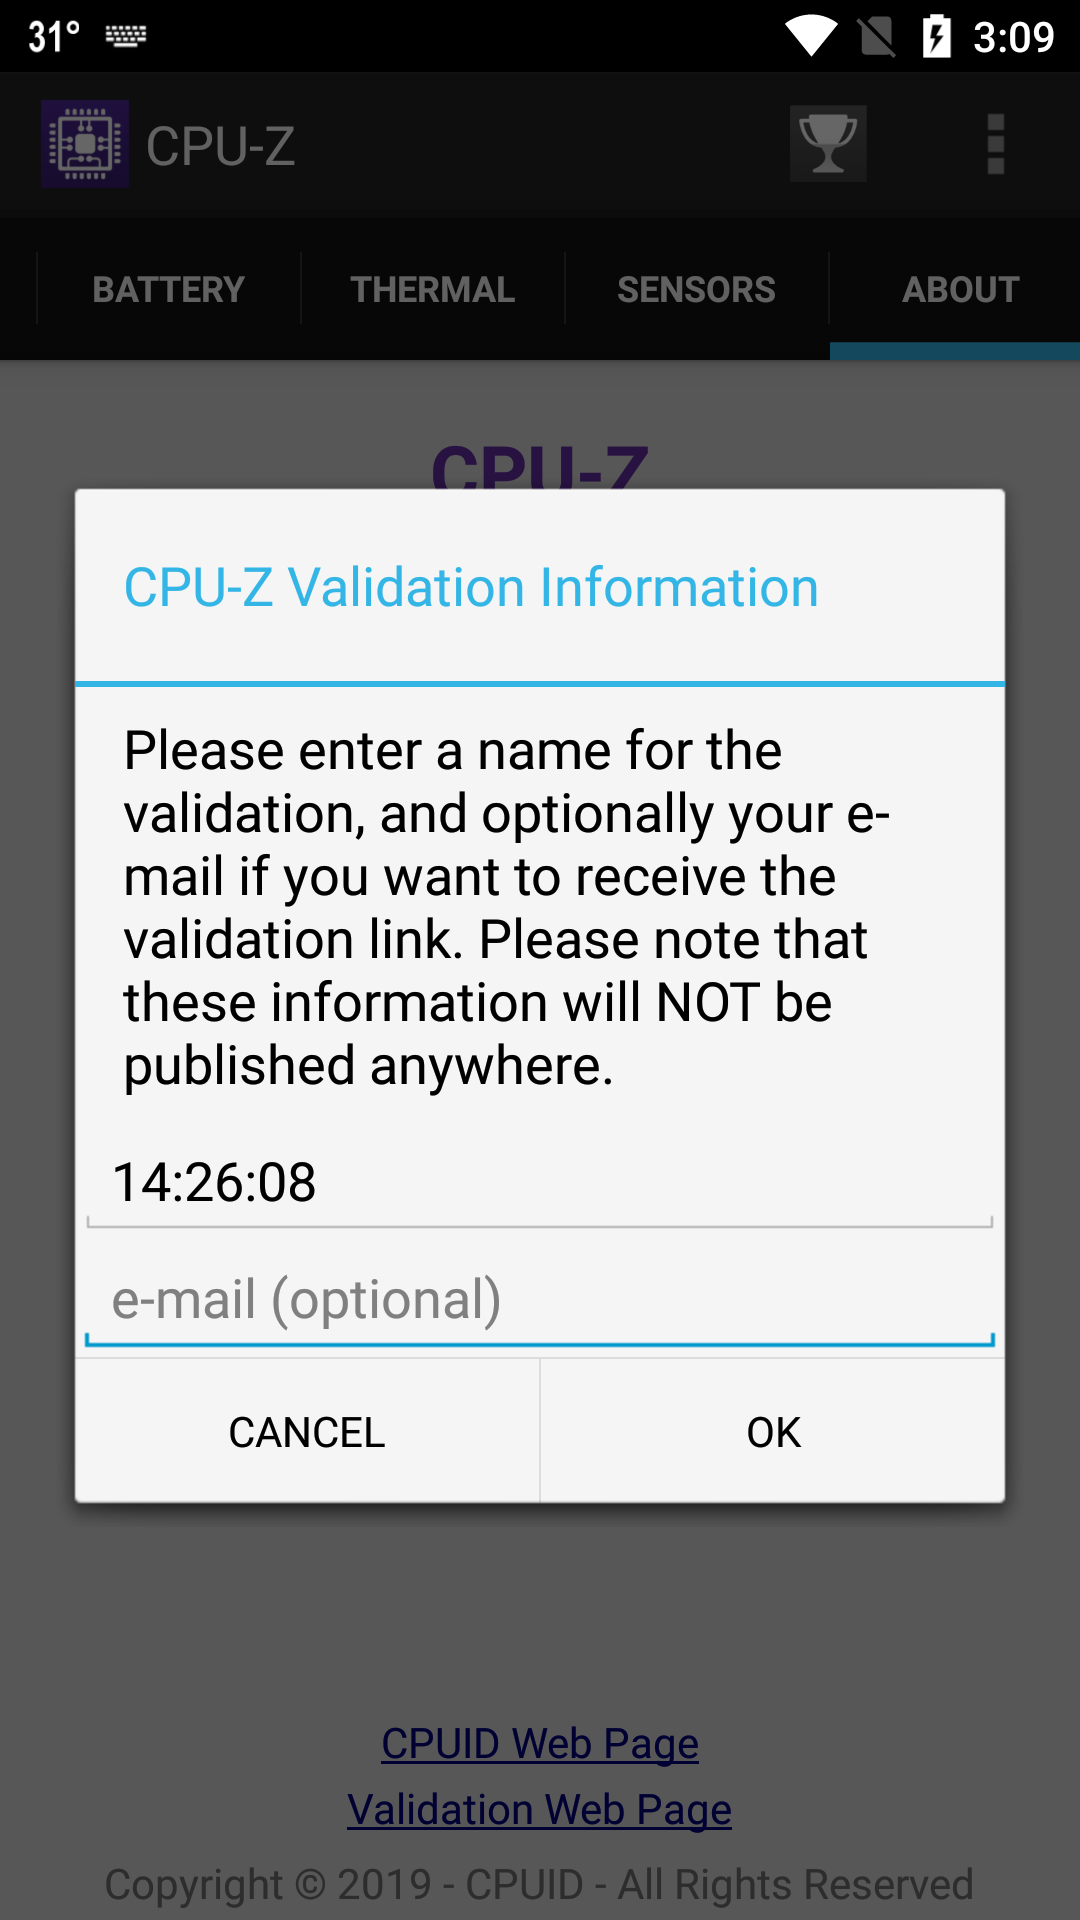 31° 3:09
CPU-Z
BATTERY THERMAL SENSORS ABOUT
CPU-Z
CPU-Z Validation Information
Please enter a name for the
validation, and optionally your e-
mail if you want to receive the
validation link. Please note that
these information will NOT be
published anywhere.
14:26:08
e-mail (optional)
CANCEL OK
CPUID Web Page
Validation Web Page
Copyright © 2019 - CPUID - All Rights Reserved